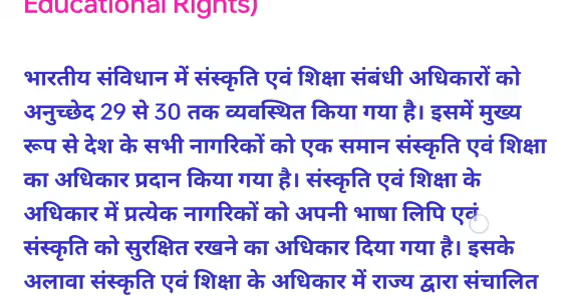 Educational Rights)
भारतीय संविधान में संस्कृति एवं शिक्षा संबंधी अधिकारों को
अनुच्छेद 29 से 30 तक व्यवस्थित किया गया है। इसमें मुख्य
रूप से देश के सभी नागरिकों को एक समान संस्कृति एवं शिक्षा
का अधिकार प्रदान किया गया है। संस्कृति एवं शिक्षा के
अधिकार में प्रत्येक नागरिकों को अपनी भाषा लिपि एवं
संस्कृति को सुरक्षित रखने का अधिकार दिया गया है। इसके
अलावा संस्कृति एवं शिक्षा के अधिकार में राज्य द्वारा संचालित